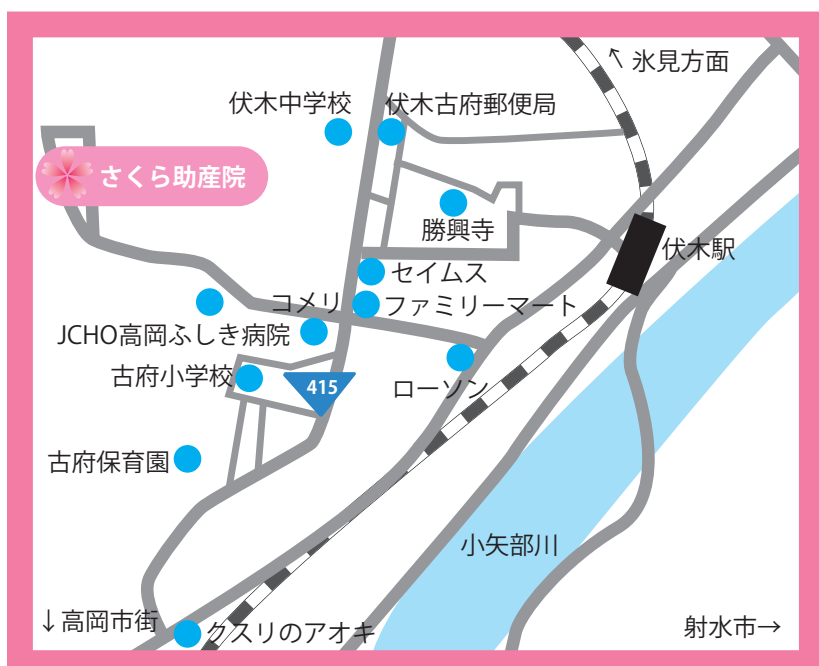 ↑ 氷見方面
伏木中学校
伏木古府郵便局
さくら助産院
勝興寺
伏木駅
セイムス
コメリ
ファミリーマート
JCHO高岡ふしき病院
古府小学校
415
ローソン
古府保育園
小矢部川
↓高岡市街
クスリのアオキ
射水市→